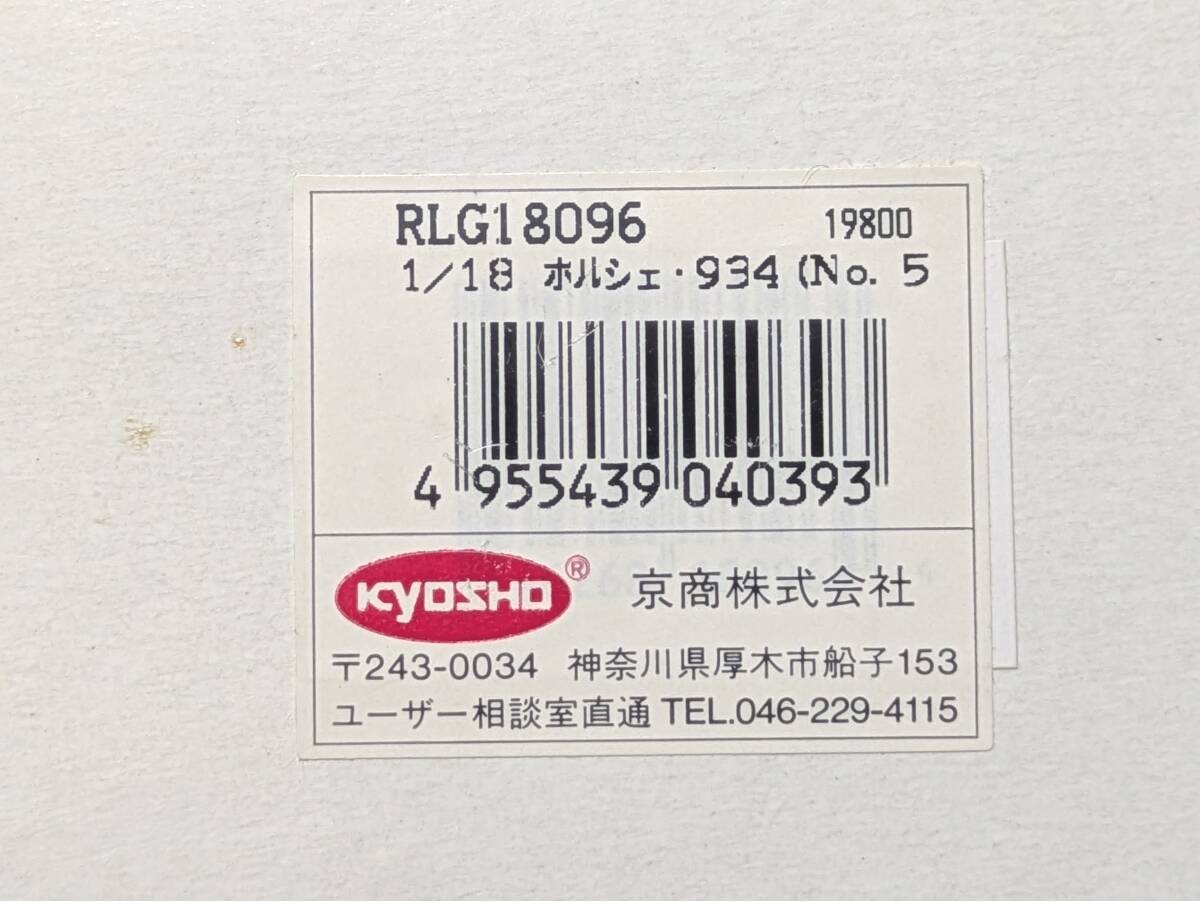 RLG18096 19800
1/18 ポルシェ・934 (No. 5
4 955439 040393
KYOSHO® 京商株式会社
〒243-0034 神奈川県厚木市船子153
ユーザー相談室直通 TEL.046-229-4115